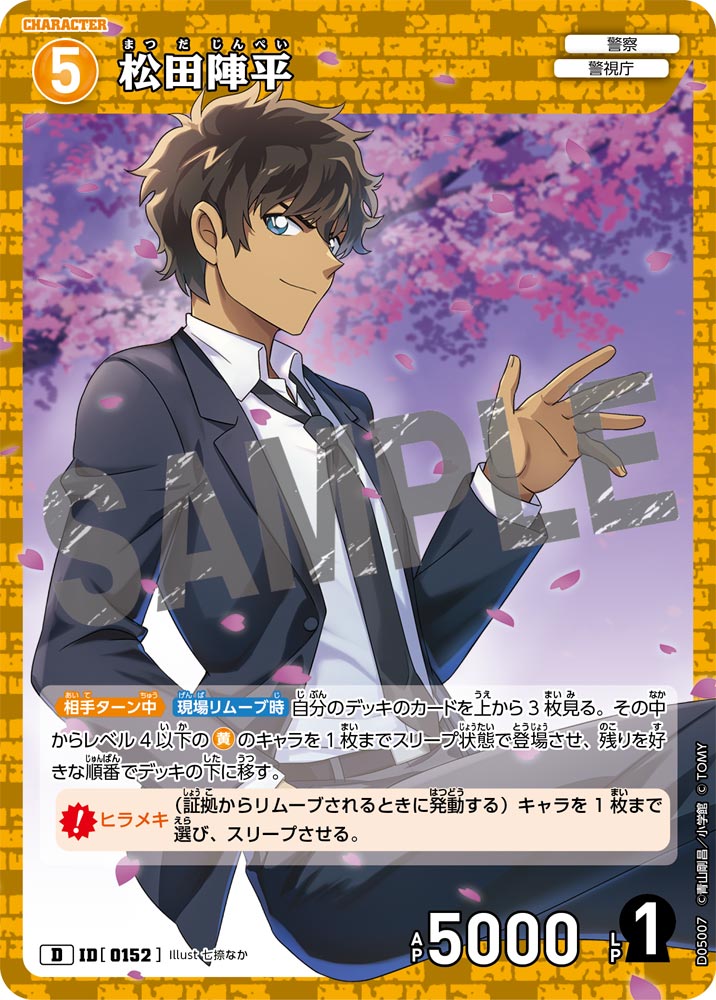 CHARACTER
5
まつだじんぺい
松田陣平
警察
警視庁
SAMPLE
相手ターン中 現場リムーブ時 自分のデッキのカードを上から3枚見る。その中
からレベル4以下の黄のキャラを1枚までスリープ状態で登場させ、残りを好
きな順番でデッキの下に移す。
ヒラメキ (証拠からリムーブされるときに発動する)キャラを1枚まで
選び、スリープさせる。
AP 5000 LP 1
D ID[ 0152 ] Illust 七捺なか
D05007 ©青山剛昌/小学館 © TOMY